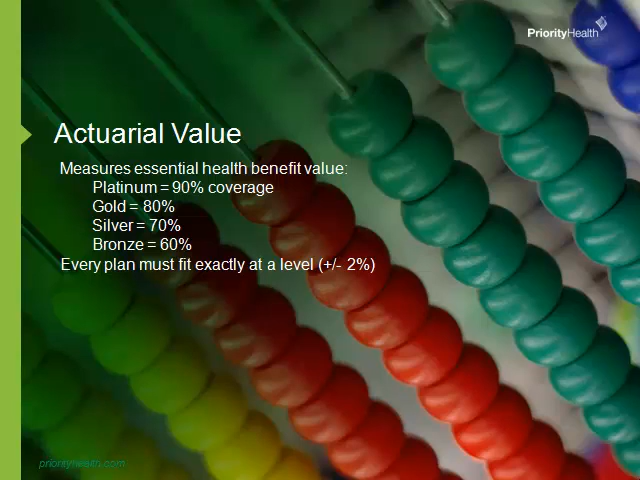 PriorityHealth
Actuarial Value
Measures essential health benefit value:
Platinum = 90% coverage
Gold = 80%
Silver = 70%
Bronze = 60%
Every plan must fit exactly at a level (+/- 2%)
priorityhealth.com